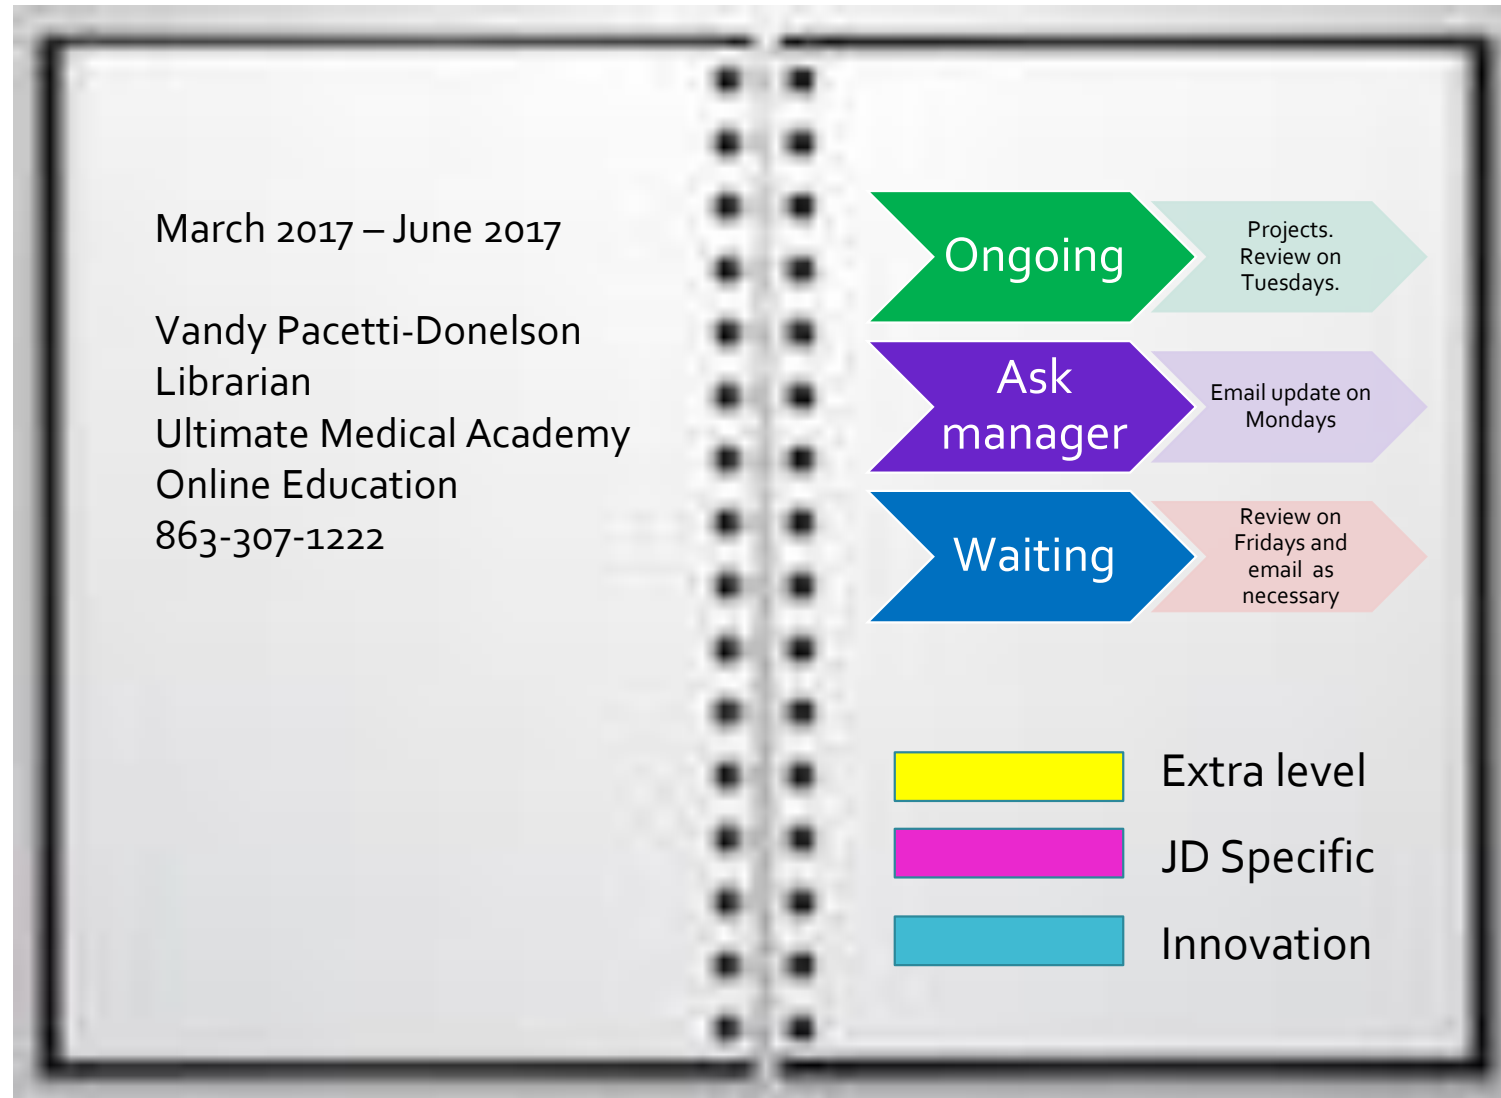 March 2017 – June 2017
Vandy Pacetti-Donelson
Librarian
Ultimate Medical Academy
Online Education
863-307-1222
Ongoing
Projects.
Review on
Tuesdays.
Ask
manager
Email update on
Mondays
Waiting
Review on
Fridays and
email as
necessary
Extra level
JD Specific
Innovation